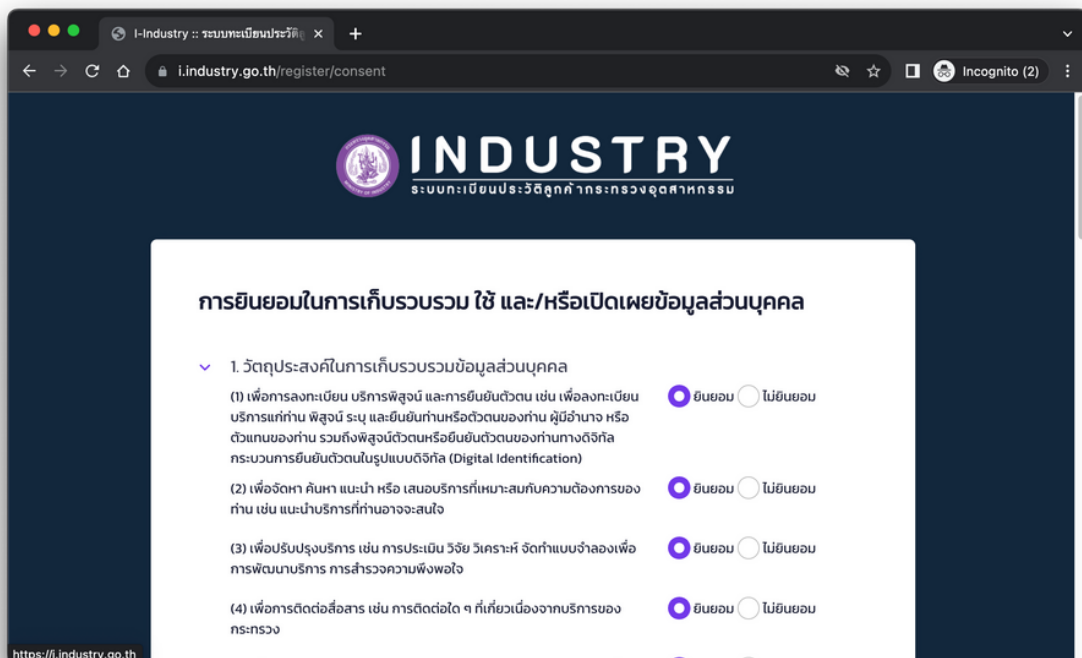 I-Industry :: ระบบทะเบียนประวัติ
i.industry.go.th/register/consent
Incognito (2)
INDUSTRY
ระบบทะเบียนประวัติลูกค้ากระทรวงอุตสาหกรรม
การยินยอมในการเก็บรวบรวม ใช้ และ/หรือเปิดเผยข้อมูลส่วนบุคคล
1. วัตถุประสงค์ในการเก็บรวบรวมข้อมูลส่วนบุคคล
(1) เพื่อการลงทะเบียน บริการพิสูจน์ และการยืนยันตัวตน เช่น เพื่อลงทะเบียน
บริการแก่ท่าน พิสูจน์ ระบุ และยืนยันท่านหรือตัวตนของท่าน ผู้มีอำนาจ หรือ
ตัวแทนของท่าน รวมถึงพิสูจน์ตัวตนหรือยืนยันตัวตนของท่านทางดิจิทัล
กระบวนการยืนยันตัวตนในรูปแบบดิจิทัล (Digital Identification)
ยินยอม ไม่ยินยอม
(2) เพื่อจัดหา ค้นหา แนะนำ หรือ เสนอบริการที่เหมาะสมกับความต้องการของ
ท่าน เช่น แนะนำบริการที่ท่านอาจจะสนใจ
ยินยอม ไม่ยินยอม
(3) เพื่อปรับปรุงบริการ เช่น การประเมิน วิจัย วิเคราะห์ จัดทำแบบจำลองเพื่อ
การพัฒนาบริการ การสำรวจความพึงพอใจ
ยินยอม ไม่ยินยอม
(4) เพื่อการติดต่อสื่อสาร เช่น การติดต่อใด ๆ ที่เกี่ยวเนื่องจากบริการของ
กระทรวง
ยินยอม ไม่ยินยอม
https://i.industry.go.th